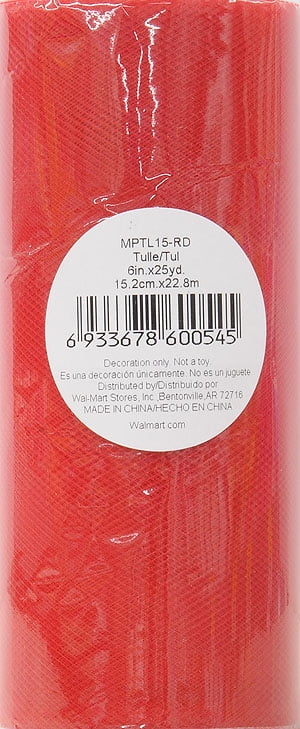 MPTL15-RD
Tulle/Tul
6in.x25yd.
15.2cm.x22.8m
6 933678 600545
Decoration only. Not a toy.
Es una decoración únicamente. No es un juguete
Distributed by/Distribuido por
Wal-Mart Stores, Inc.,Bentonville,AR 72716
MADE IN CHINA/HECHO EN CHINA
Walmart.com